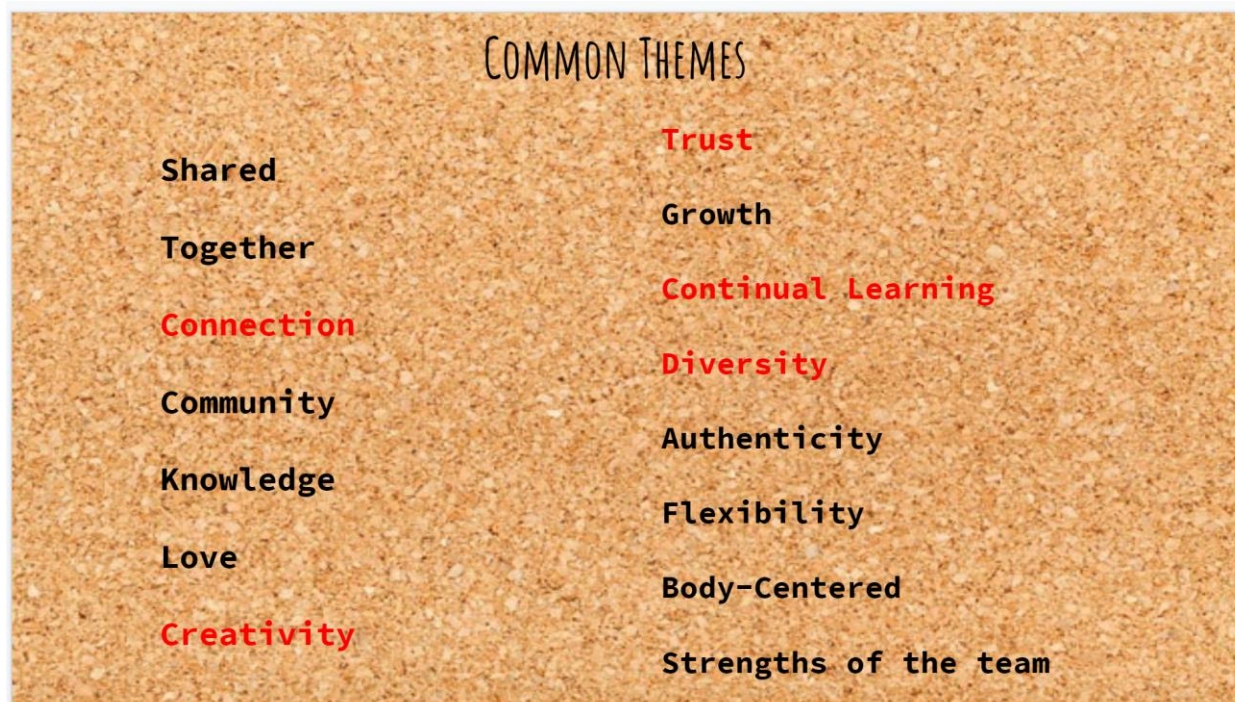 Common Themes
Shared
Together
Connection
Community
Knowledge
Love
Creativity
Trust
Growth
Continual Learning
Diversity
Authenticity
Flexibility
Body-Centered
Strengths of the team